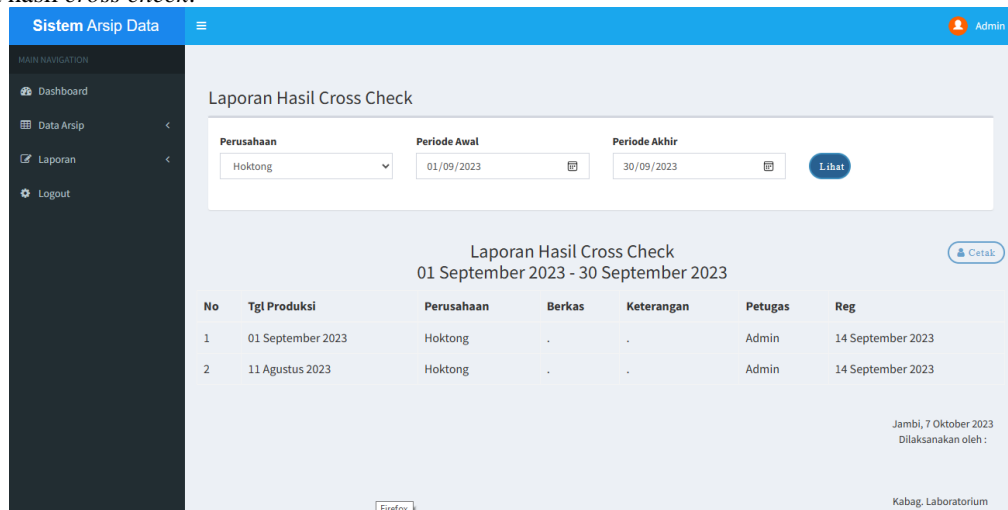 hasil cross-check.
Sistem Arsip Data
Admin
MAIN NAVIGATION
Dashboard
Data Arsip
Laporan
Logout
Laporan Hasil Cross Check
Perusahaan Periode Awal Periode Akhir
Hoktong 01/09/2023 30/09/2023 Lihat
Laporan Hasil Cross Check
01 September 2023 - 30 September 2023
Cetak
No Tgl Produksi Perusahaan Berkas Keterangan Petugas Reg
1 01 September 2023 Hoktong . . Admin 14 September 2023
2 11 Agustus 2023 Hoktong . . Admin 14 September 2023
Jambi, 7 Oktober 2023
Dilaksanakan oleh :
Kabag. Laboratorium
Firefox